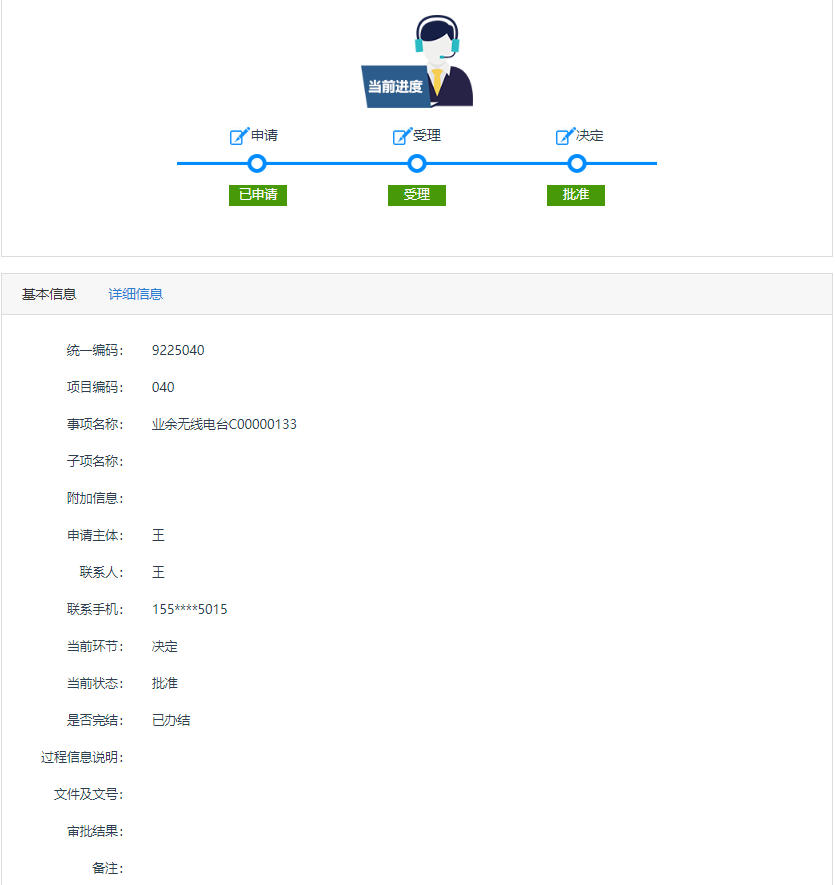 当前进度
申请 受理 决定
已申请 受理 批准
基本信息 详细信息
统一编码： 9225040
项目编码： 040
事项名称： 业余无线电台C00000133
子项名称：
附加信息：
申请主体： 王
联系人： 王
联系手机： 155****5015
当前环节： 决定
当前状态： 批准
是否完结： 已办结
过程信息说明：
文件及文号：
审批结果：
备注：